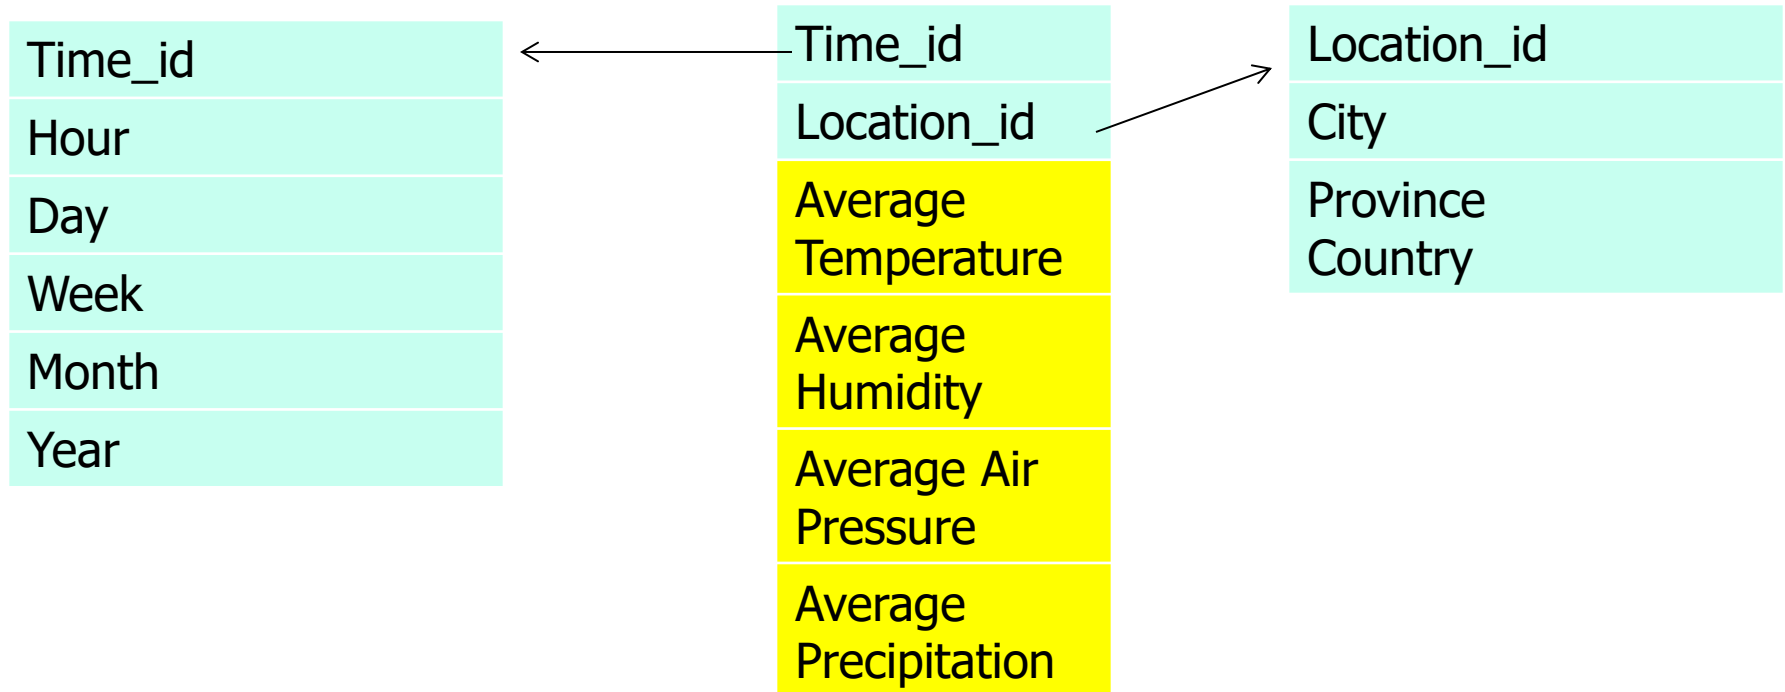 Time_id
Hour
Day
Week
Month
Year
Time_id
Location_id
Average
Temperature
Average
Humidity
Average Air
Pressure
Average
Precipitation
Location_id
City
Province
Country